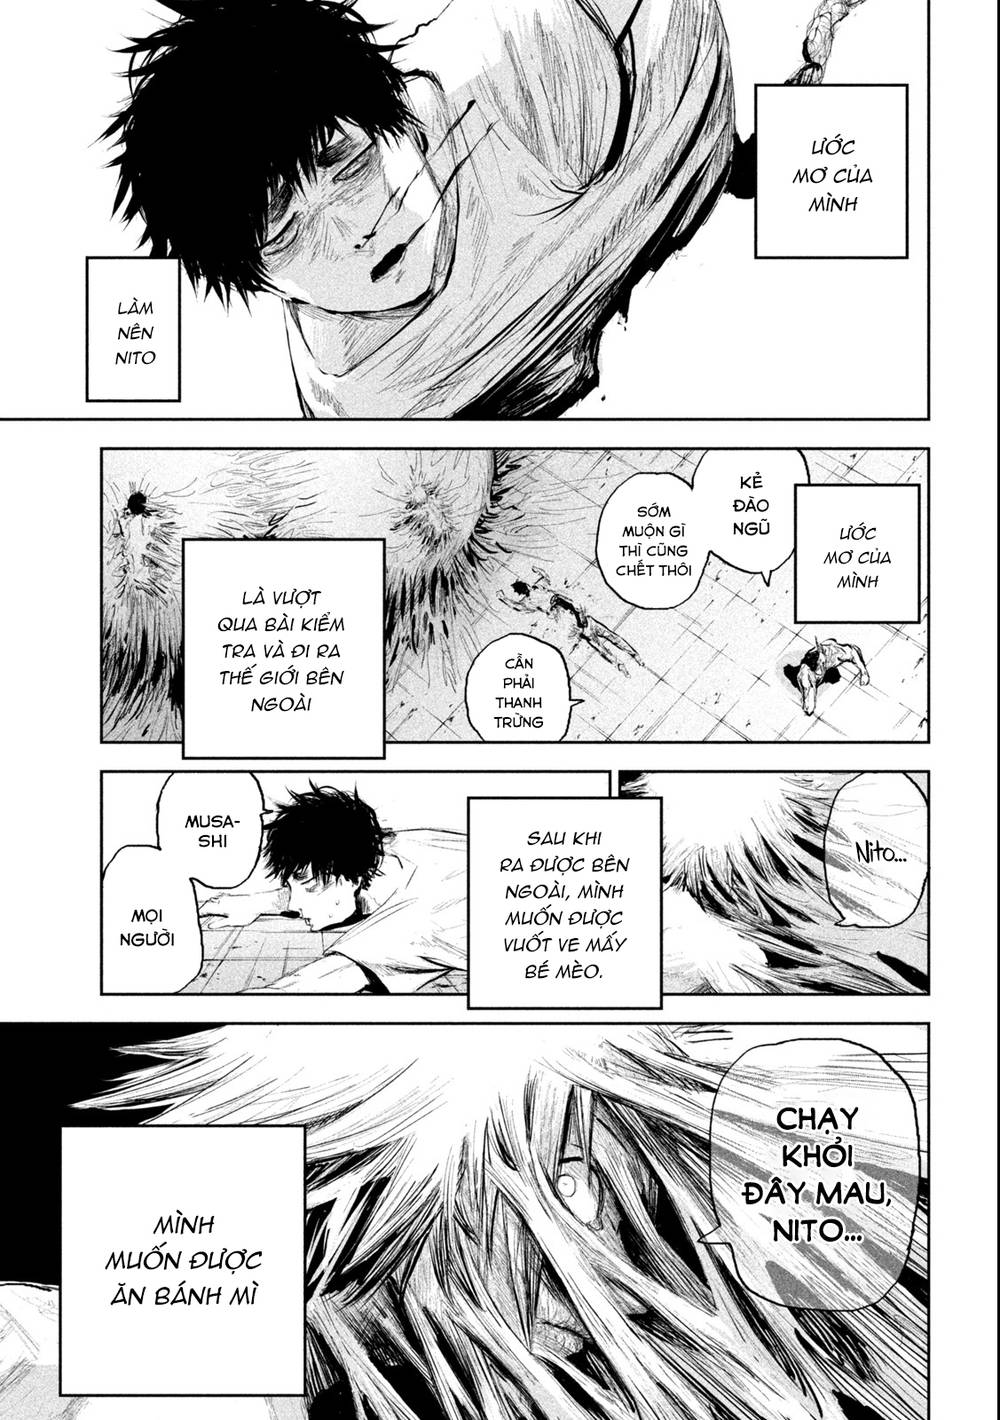 ƯỚC
MƠ CỦA
MÌNH
LÀM
NÊN
NITO
ƯỚC
MƠ CỦA
MÌNH
KẺ
ĐÀO
NGŨ
SỚM
MUỘN GÌ
THÌ CŨNG
CHẾT THÔI
CẦN
PHẢI
THANH
TRỪNG
LÀ VƯỢT
QUA BÀI KIỂM
TRA VÀ ĐI RA
THẾ GIỚI BÊN
NGOÀI
Nito...
SAU KHI
RA ĐƯỢC BÊN
NGOÀI, MÌNH
MUỐN ĐƯỢC
VUỐT VE MẤY
BÉ MÈO.
MUSA-
SHI
MỌI
NGƯỜI
CHẠY
KHỎI
ĐÂY MAU,
NITO...
MÌNH
MUỐN ĐƯỢC
ĂN BÁNH MÌ